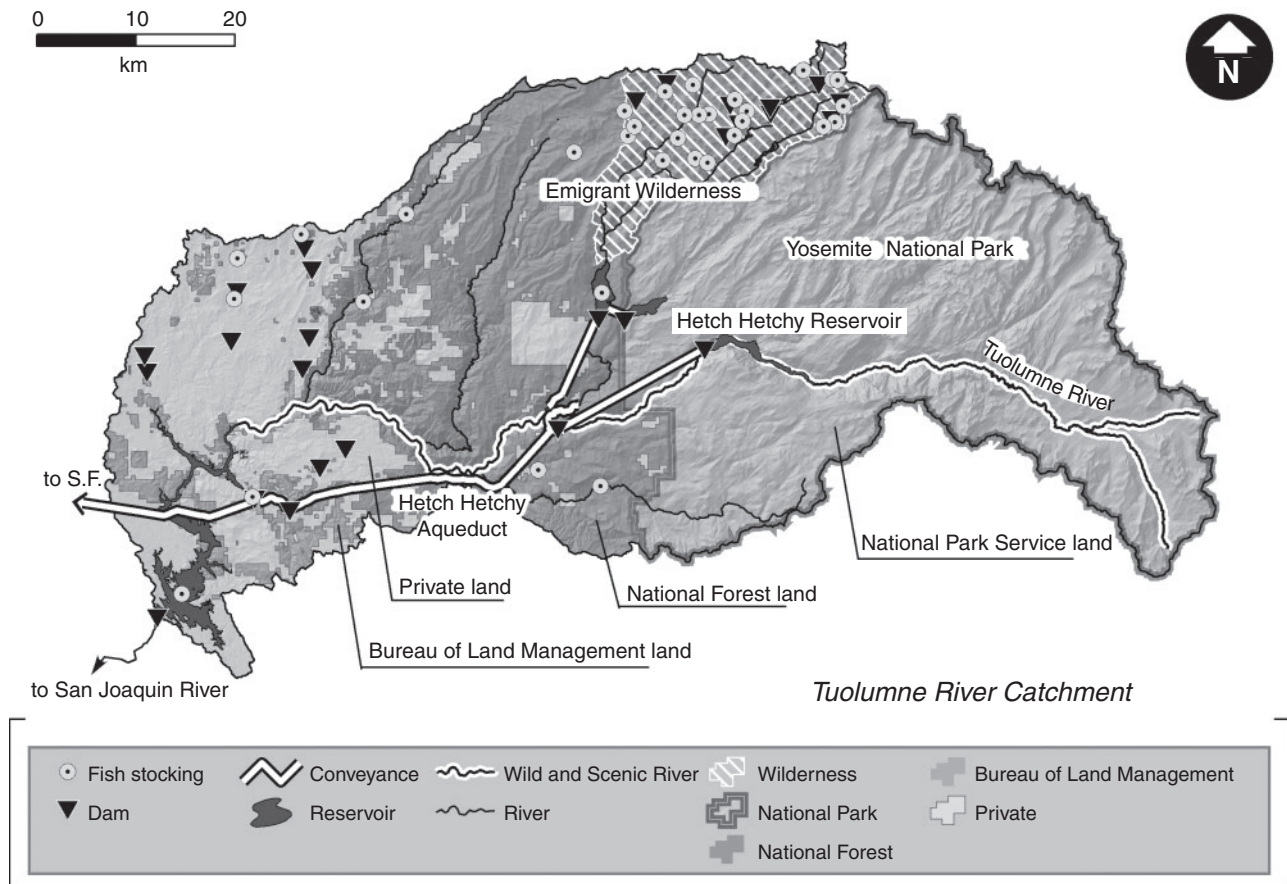 0 10 20
km
N
Emigrant Wilderness
Yosemite National Park
Hetch Hetchy Reservoir
Tuolumne River
to S.F.
Hetch Hetchy
Aqueduct
National Park Service land
Private land
National Forest land
Bureau of Land Management land
to San Joaquin River
Tuolumne River Catchment
Fish stocking
Conveyance
Wild and Scenic River
Wilderness
Bureau of Land Management
Dam
Reservoir
River
National Park
Private
National Forest